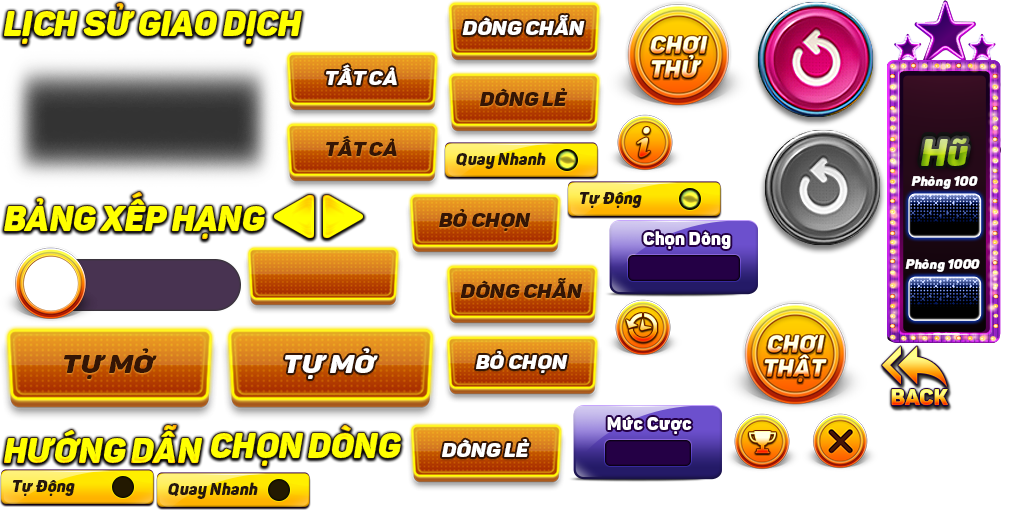 LỊCH SỬ GIAO DỊCH
DÒNG CHẴN
CHƠI
THỬ
TẤT CẢ
DÒNG LẺ
TẤT CẢ
Quay Nhanh
i
Tự Động
Hũ
Phòng 100
BẢNG XẾP HẠNG
BỎ CHỌN
Chọn Dòng
Phòng 1000
DÒNG CHẴN
TỰ MỞ
TỰ MỞ
BỎ CHỌN
CHƠI
THẬT
BACK
HƯỚNG DẪN
CHỌN DÒNG
DÒNG LẺ
Mức Cược
Tự Động
Quay Nhanh